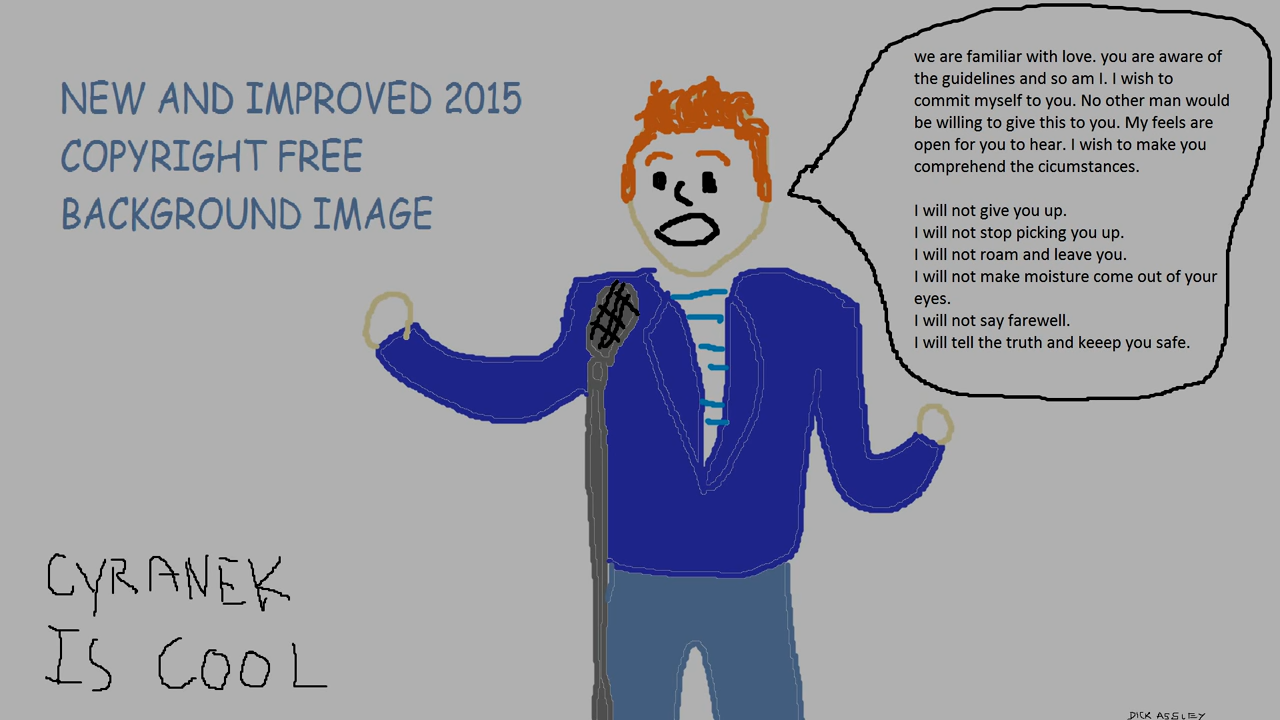 NEW AND IMPROVED 2015
COPYRIGHT FREE
BACKGROUND IMAGE
we are familiar with love. you are aware of
the guidelines and so am I. I wish to
commit myself to you. No other man would
be willing to give this to you. My feels are
open for you to hear. I wish to make you
comprehend the cicumstances.
I will not give you up.
I will not stop picking you up.
I will not roam and leave you.
I will not make moisture come out of your
eyes.
I will not say farewell.
I will tell the truth and keeep you safe.
CYRANEK
IS COOL
DICK ASSLEY